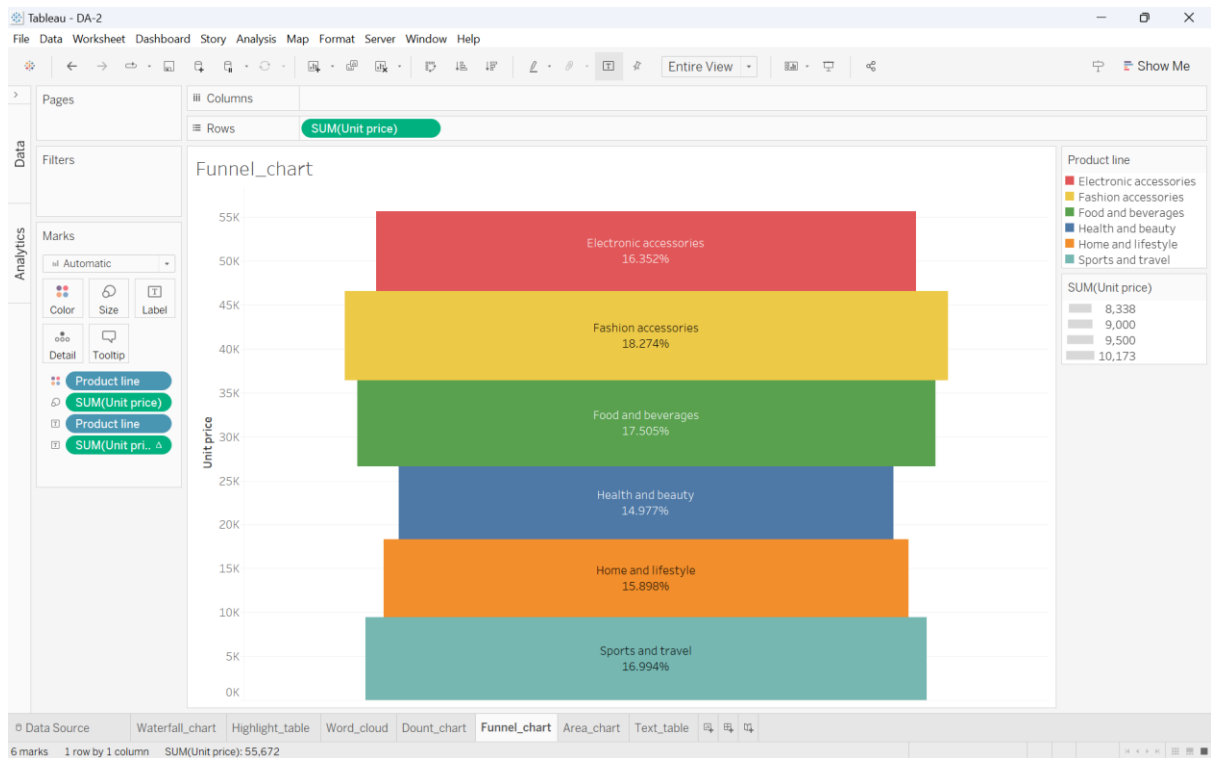 Tableau - DA-2
File Data Worksheet Dashboard Story Analysis Map Format Server Window Help
Entire View
Show Me
Pages
Columns
Rows
SUM(Unit price)
Data
Analytics
Filters
Marks
Automatic
Color Size Label
Detail Tooltip
Product line
SUM(Unit price)
Product line
SUM(Unit pri.. Δ
Funnel_chart
Unit price
55K
50K
45K
40K
35K
30K
25K
20K
15K
10K
5K
0K
Electronic accessories
16.352%
Fashion accessories
18.274%
Food and beverages
17.505%
Health and beauty
14.977%
Home and lifestyle
15.898%
Sports and travel
16.994%
Product line
Electronic accessories
Fashion accessories
Food and beverages
Health and beauty
Home and lifestyle
Sports and travel
SUM(Unit price)
8,338
9,000
9,500
10,173
Data Source Waterfall_chart Highlight_table Word_cloud Dount_chart Funnel_chart Area_chart Text_table
6 marks 1 row by 1 column SUM(Unit price): 55,672